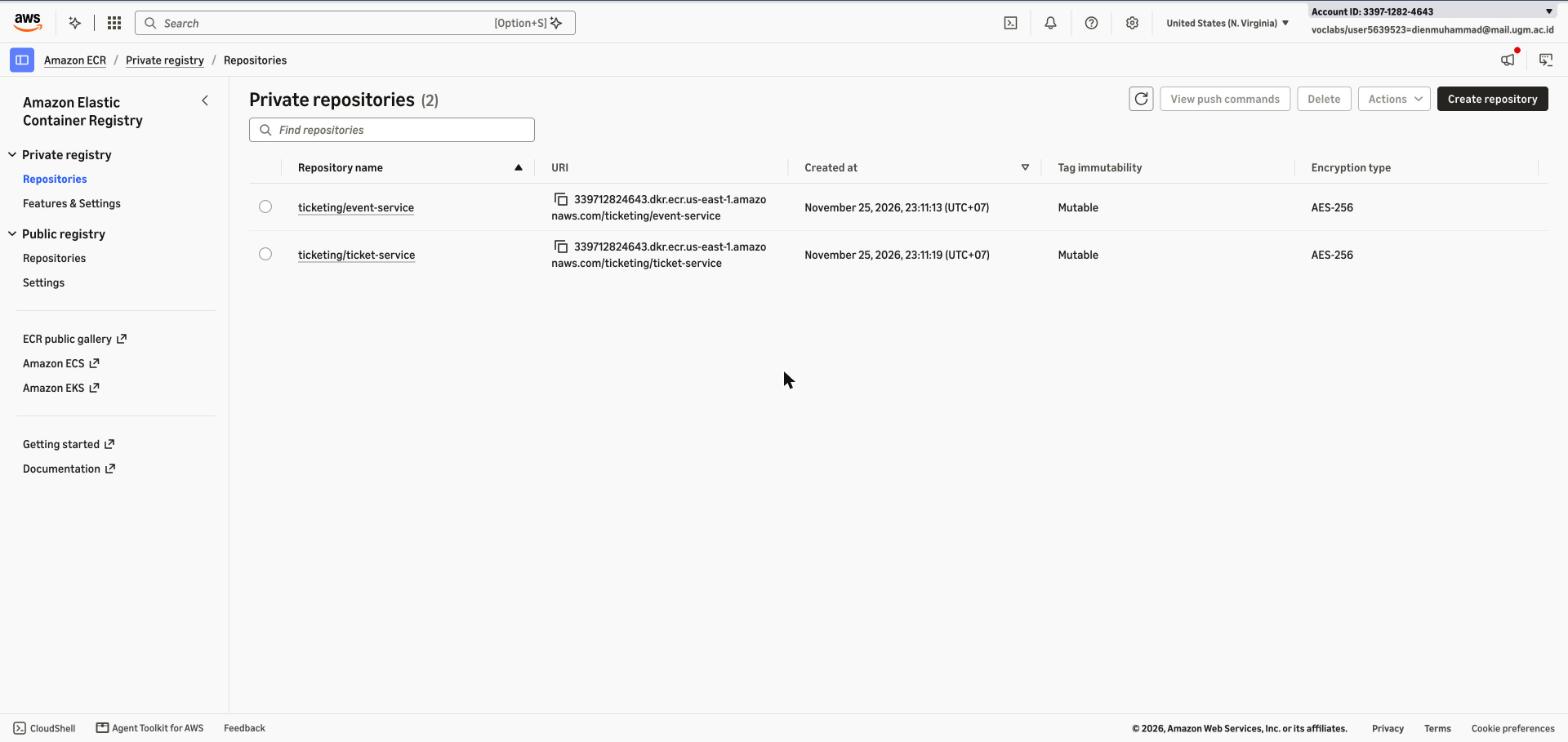 aws
Search
[Option+S]
United States (N. Virginia)
Account ID: 3397-1282-4643
voclabs/user5639523=dienmuhammad@mail.ugm.ac.id
Amazon ECR / Private registry / Repositories
Amazon Elastic
Container Registry
Private registry
Repositories
Features & Settings
Public registry
Repositories
Settings
ECR public gallery
Amazon ECS
Amazon EKS
Getting started
Documentation
Private repositories (2)
View push commands
Delete
Actions
Create repository
Find repositories
Repository name
URI
Created at
Tag immutability
Encryption type
ticketing/event-service
339712824643.dkr.ecr.us-east-1.amazo
naws.com/ticketing/event-service
November 25, 2026, 23:11:13 (UTC+07)
Mutable
AES-256
ticketing/ticket-service
339712824643.dkr.ecr.us-east-1.amazo
naws.com/ticketing/ticket-service
November 25, 2026, 23:11:19 (UTC+07)
Mutable
AES-256
CloudShell
Agent Toolkit for AWS
Feedback
© 2026, Amazon Web Services, Inc. or its affiliates.
Privacy
Terms
Cookie preferences